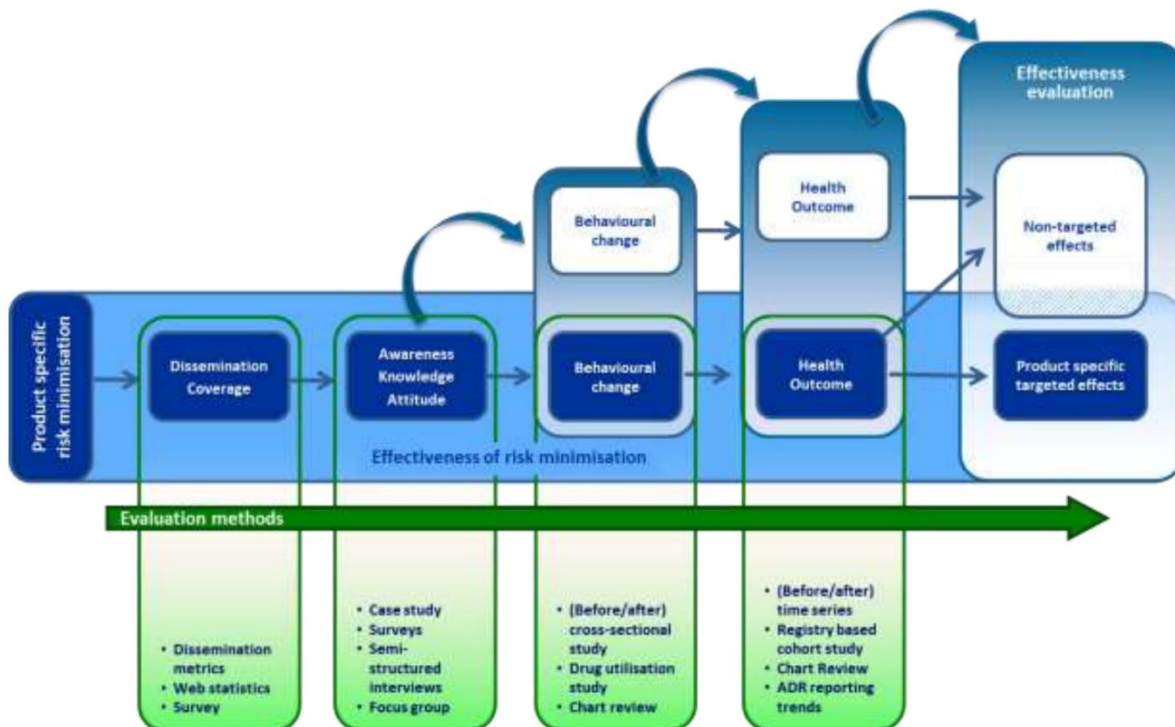 Effectiveness
evaluation
Health
Outcome
Behavioural
change
Non-targeted
effects
Product specific
risk minimisation
Dissemination
Coverage
Awareness
Knowledge
Attitude
Behavioural
change
Health
Outcome
Product specific
targeted effects
Effectiveness of risk minimisation
Evaluation methods
• Dissemination
metrics
• Web statistics
• Survey
• Case study
• Surveys
• Semi-
structured
interviews
• Focus group
• (Before/after)
cross-sectional
study
• Drug utilisation
study
• Chart review
• (Before/after)
time series
• Registry based
cohort study
• Chart Review
• ADR reporting
trends